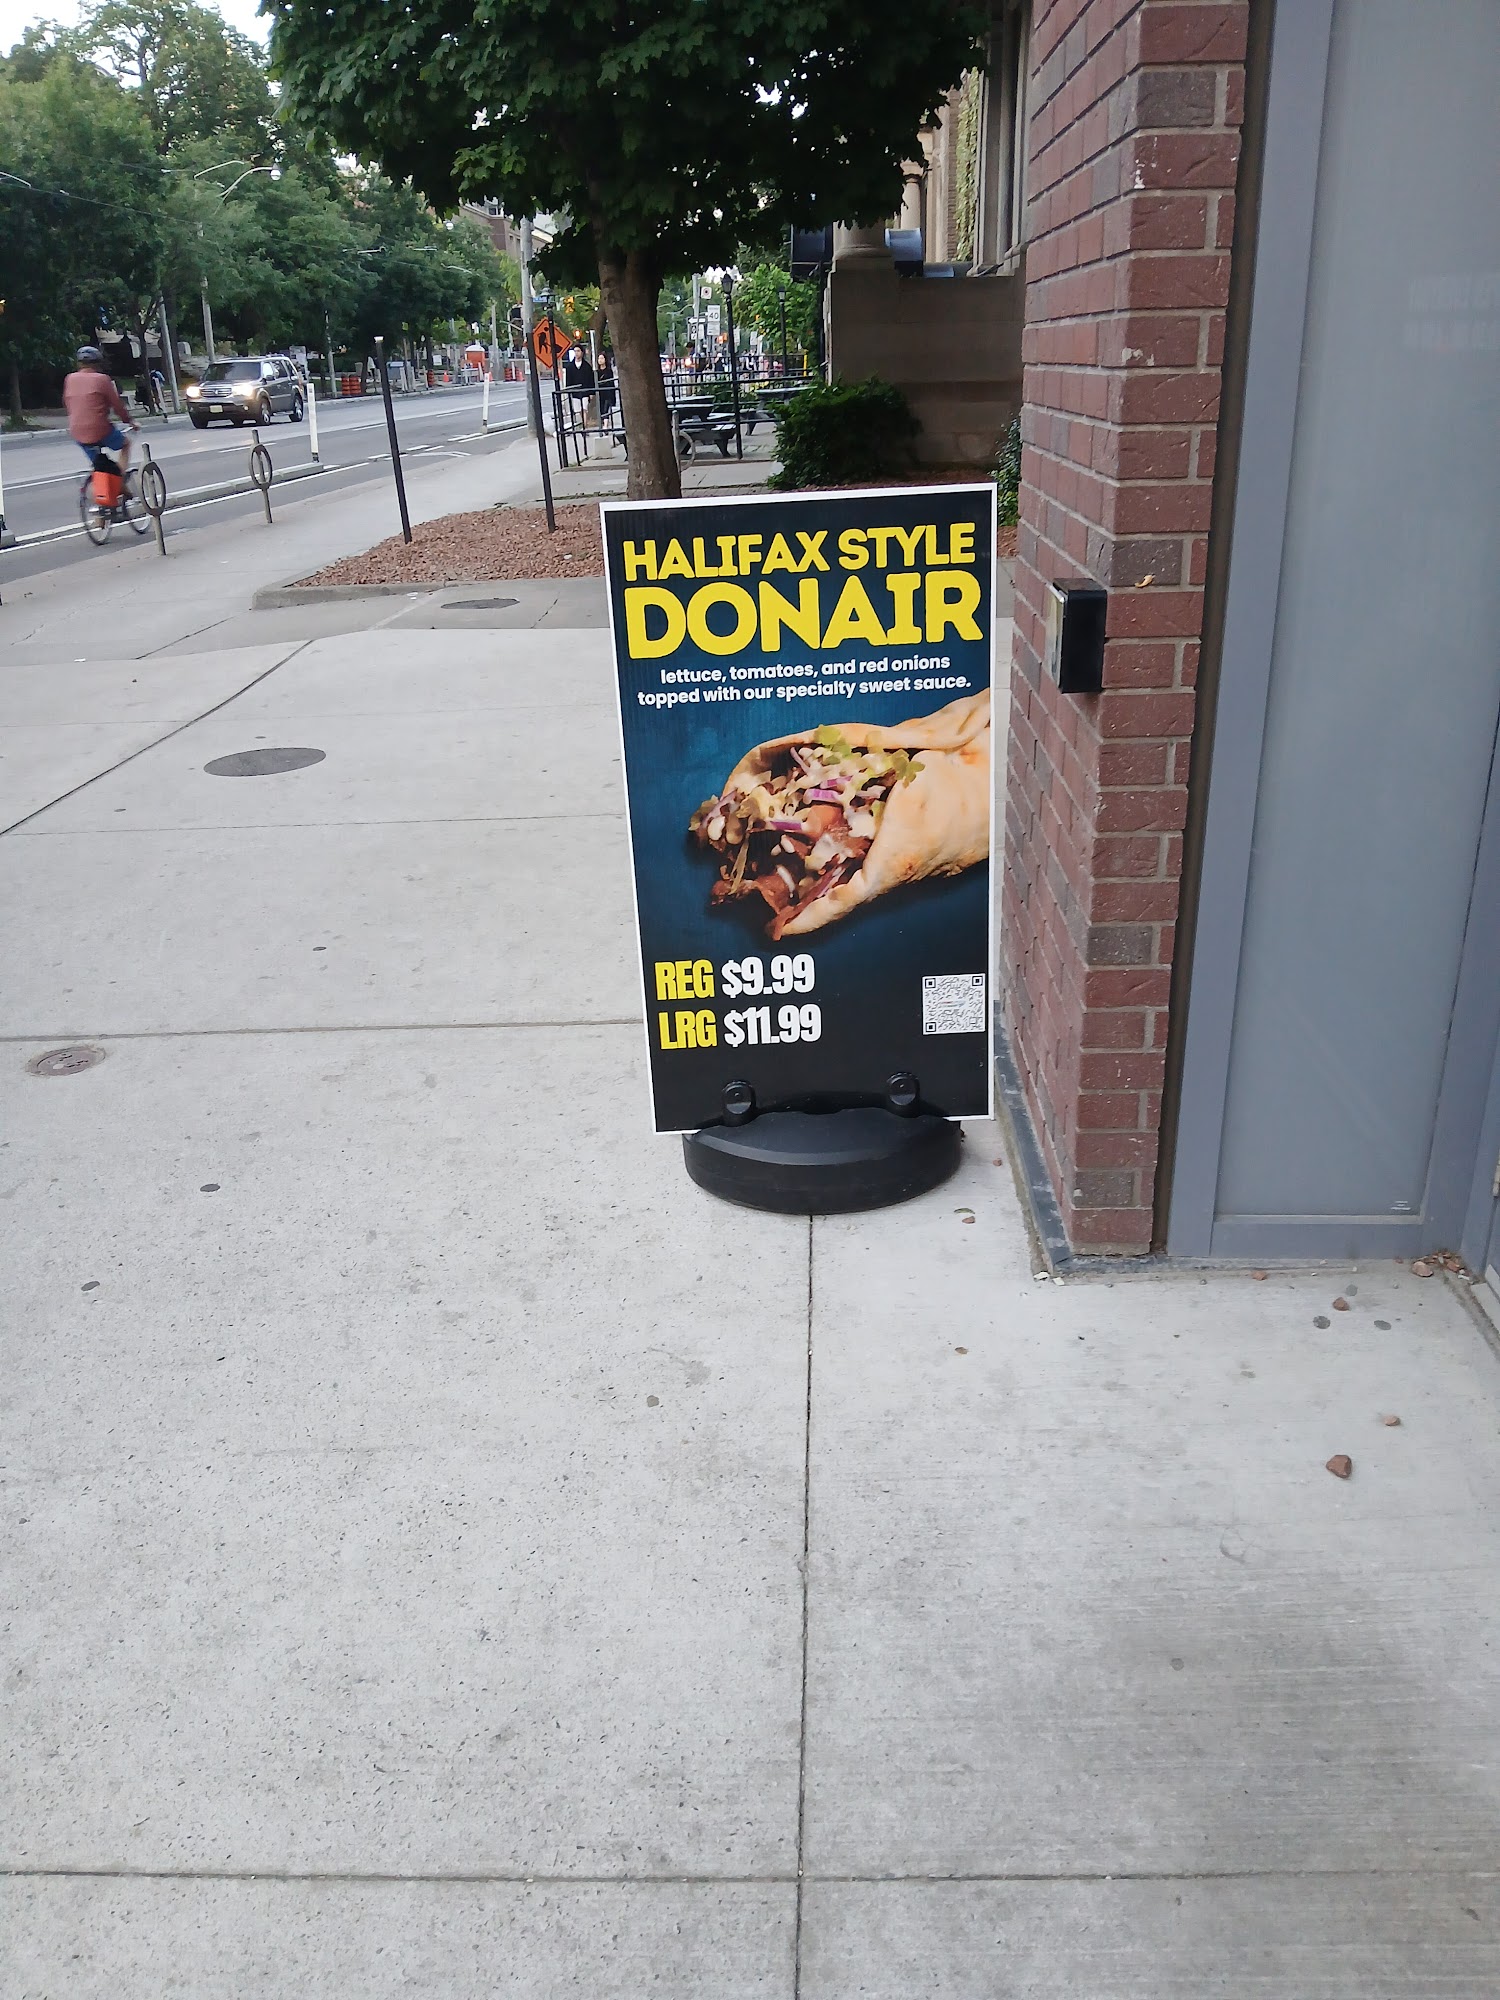 HALIFAX STYLE
DONAIR
lettuce, tomatoes, and red onions
topped with our specialty sweet sauce.
REG $9.99
LRG $11.99
40